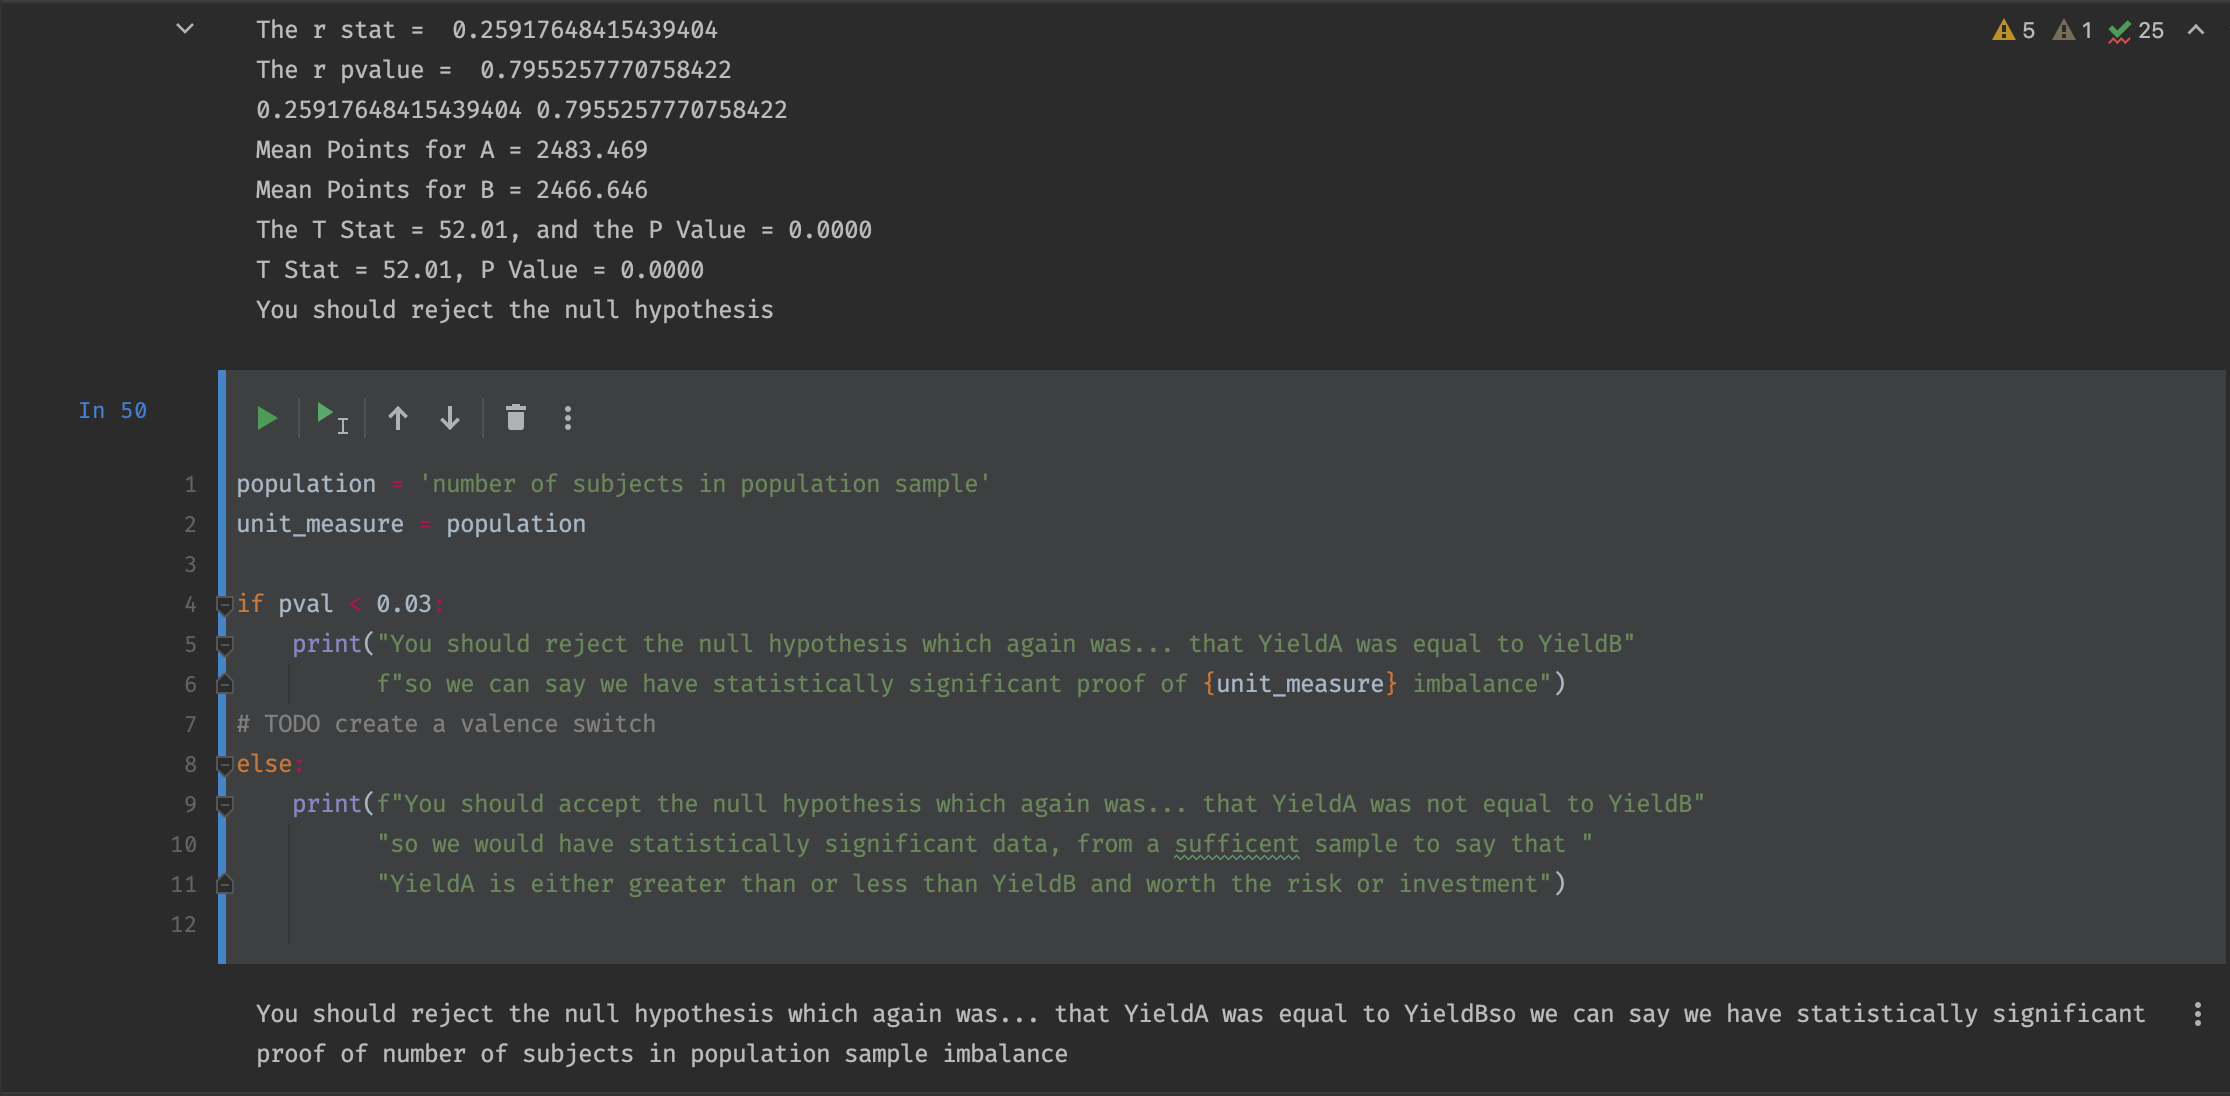 The r stat =  0.25917648415439404
5 1 25
The r pvalue =  0.7955257770758422
0.25917648415439404 0.7955257770758422
Mean Points for A = 2483.469
Mean Points for B = 2466.646
The T Stat = 52.01, and the P Value = 0.0000
T Stat = 52.01, P Value = 0.0000
You should reject the null hypothesis
In 50
1 population = 'number of subjects in population sample'
2 unit_measure = population
3
4 if pval < 0.03:
5     print("You should reject the null hypothesis which again was... that YieldA was equal to YieldB"
6           f"so we can say we have statistically significant proof of {unit_measure} imbalance")
7 # TODO create a valence switch
8 else:
9     print(f"You should accept the null hypothesis which again was... that YieldA was not equal to YieldB"
10           "so we would have statistically significant data, from a sufficent sample to say that "
11           "YieldA is either greater than or less than YieldB and worth the risk or investment")
12
You should reject the null hypothesis which again was... that YieldA was equal to YieldBso we can say we have statistically significant
proof of number of subjects in population sample imbalance